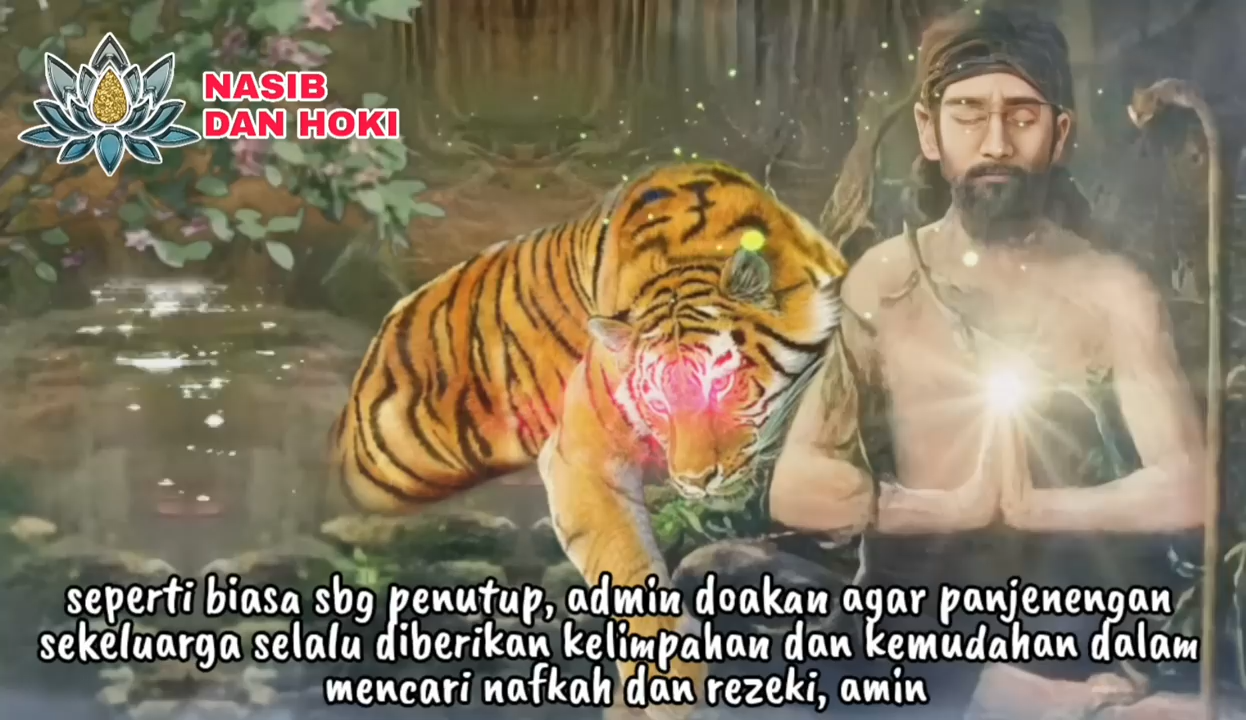 NASIB
DAN HOKI
seperti biasa sbg penutup, admin doakan agar panjenengan
sekeluarga selalu diberikan kelimpahan dan kemudahan dalam
mencari nafkah dan rezeki, amin